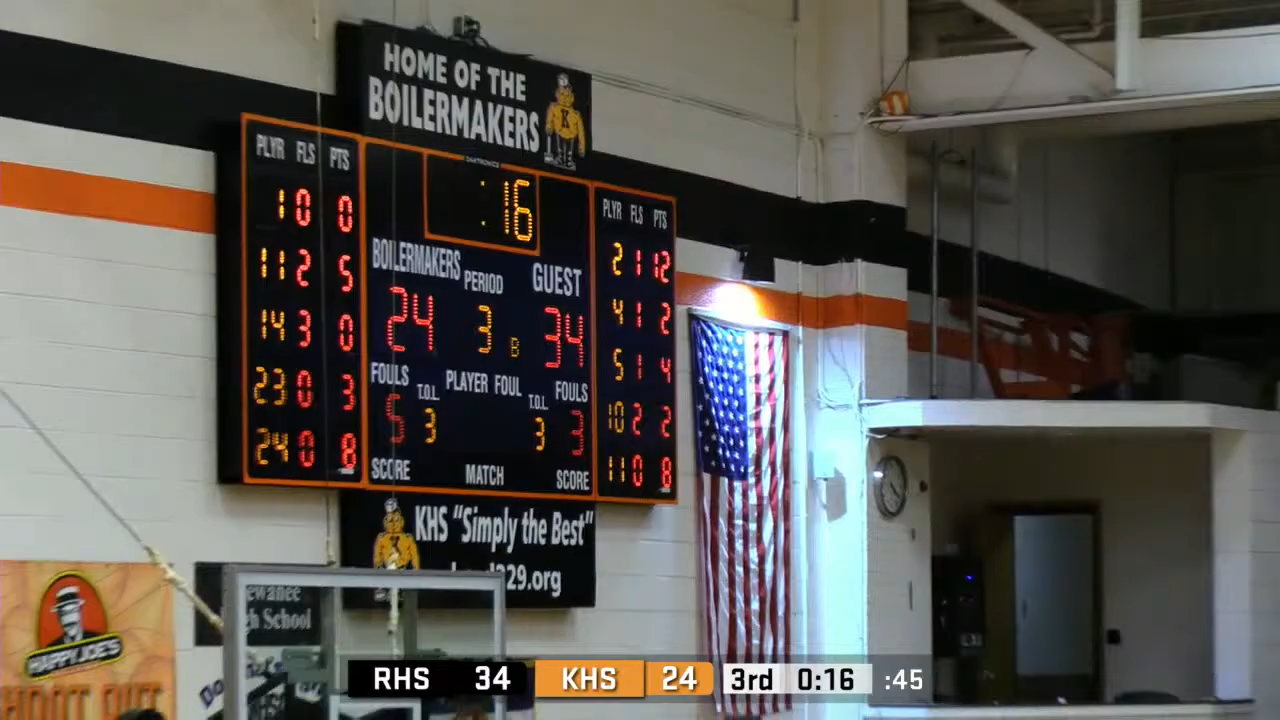 HOME OF THE
BOILERMAKERS
K
DAKTRONICS
PLYR FLS PTS
10 0 0
11 2 5
14 3 0
23 0 3
24 0 8
:16
BOILERMAKERS PERIOD GUEST
24 3 B 34
FOULS T.O.L. PLAYER FOUL T.O.L. FOULS
5 3 3 3
SCORE MATCH SCORE
PLYR FLS PTS
2 1 12
4 1 2
5 1 4
10 2 2
11 0 8
KHS "Simply the Best"
229.org
School
HAPPY JOE'S
RHS 34 KHS 24 3rd 0:16 :45